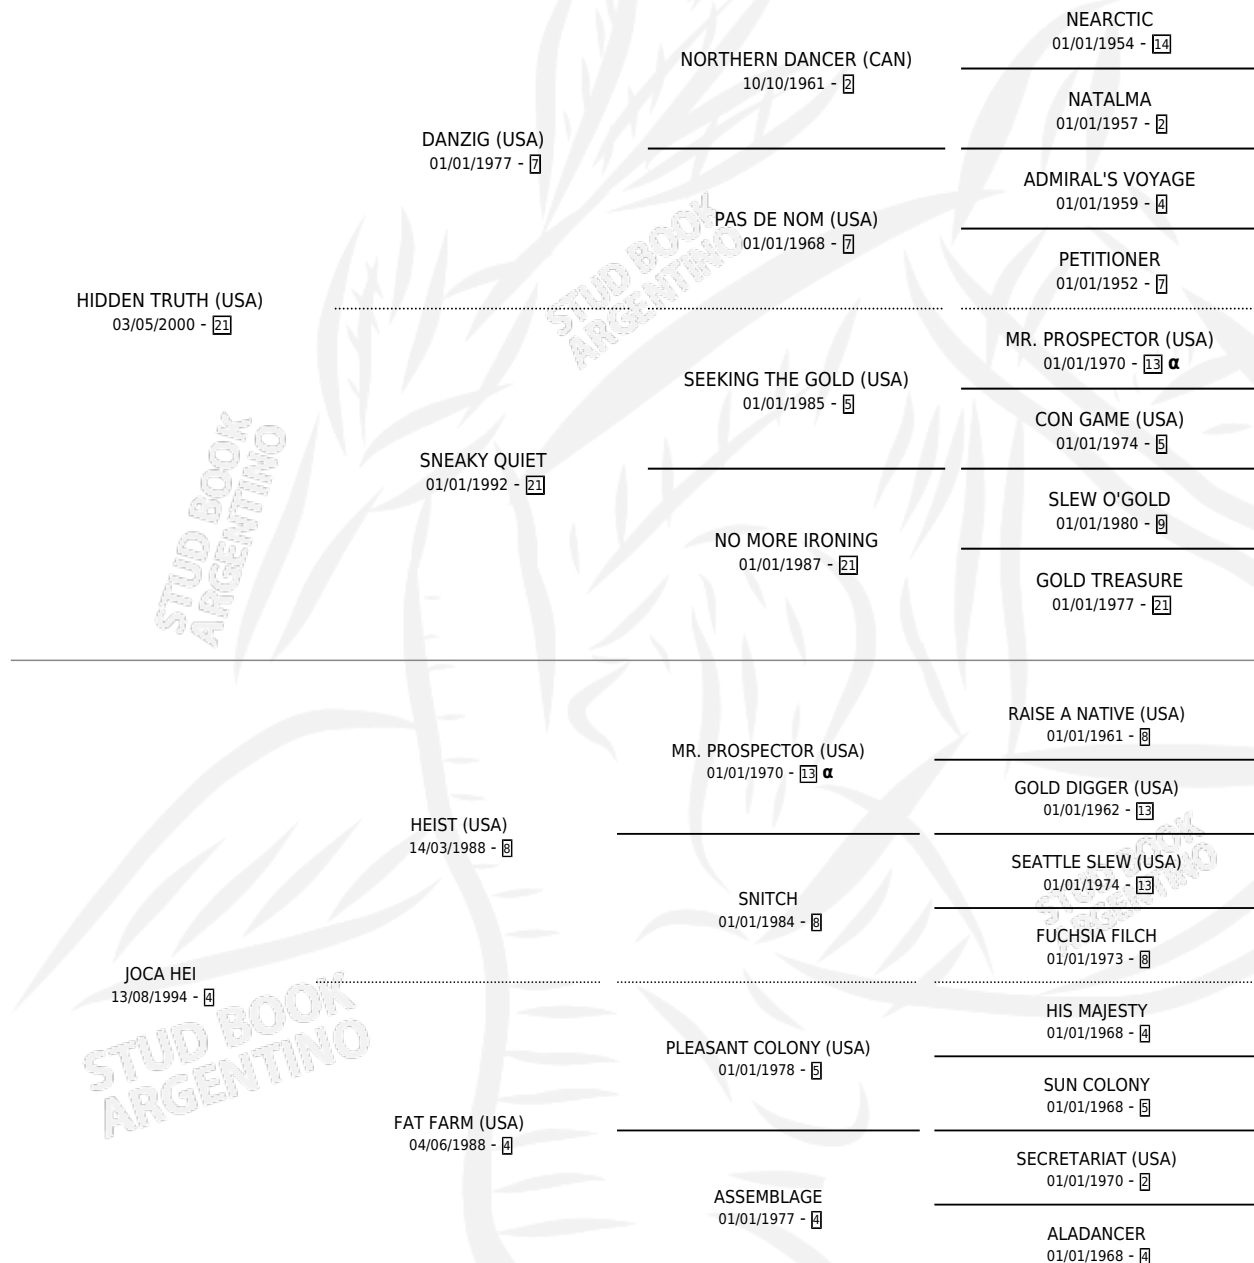 NEARCTIC
01/01/1954 - 14
NORTHERN DANCER (CAN)
10/10/1961 - 2
NATALMA
01/01/1957 - 2
DANZIG (USA)
01/01/1977 - 7
ADMIRAL'S VOYAGE
01/01/1959 - 4
PAS DE NOM (USA)
01/01/1968 - 7
PETITIONER
01/01/1952 - 7
HIDDEN TRUTH (USA)
03/05/2000 - 21
MR. PROSPECTOR (USA)
01/01/1970 - 13 α
SEEKING THE GOLD (USA)
01/01/1985 - 5
CON GAME (USA)
01/01/1974 - 5
SNEAKY QUIET
01/01/1992 - 21
SLEW O'GOLD
01/01/1980 - 9
NO MORE IRONING
01/01/1987 - 21
GOLD TREASURE
01/01/1977 - 21
RAISE A NATIVE (USA)
01/01/1961 - 8
MR. PROSPECTOR (USA)
01/01/1970 - 13 α
GOLD DIGGER (USA)
01/01/1962 - 13
HEIST (USA)
14/03/1988 - 8
SEATTLE SLEW (USA)
01/01/1974 - 13
SNITCH
01/01/1984 - 8
FUCHSIA FILCH
01/01/1973 - 8
JOCA HEI
13/08/1994 - 4
HIS MAJESTY
01/01/1968 - 4
PLEASANT COLONY (USA)
01/01/1978 - 5
SUN COLONY
01/01/1968 - 5
FAT FARM (USA)
04/06/1988 - 4
SECRETARIAT (USA)
01/01/1970 - 2
ASSEMBLAGE
01/01/1977 - 4
ALADANCER
01/01/1968 - 4
STUD BOOK
ARGENTINO
STUD BOOK
ARGENTINO
STUD BOOK
ARGENTINO
STUD BOOK
ARGENTINO